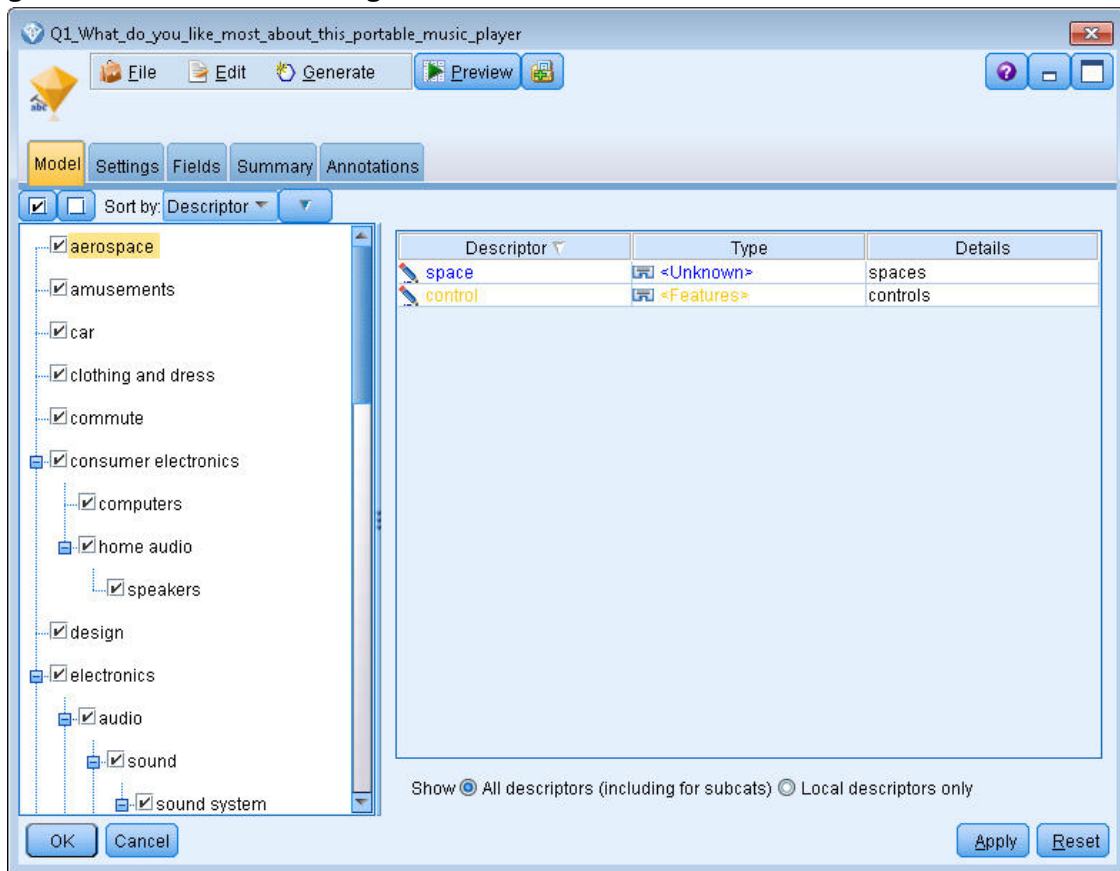 Q1_What_do_you_like_most_about_this_portable_music_player
File Edit Generate Preview
abc
Model Settings Fields Summary Annotations
Sort by: Descriptor
aerospace
amusements
car
clothing and dress
commute
consumer electronics
computers
home audio
speakers
design
electronics
audio
sound
sound system
Descriptor Type Details
space <Unknown> spaces
control <Features> controls
Show All descriptors (including for subcats) Local descriptors only
OK Cancel Apply Reset